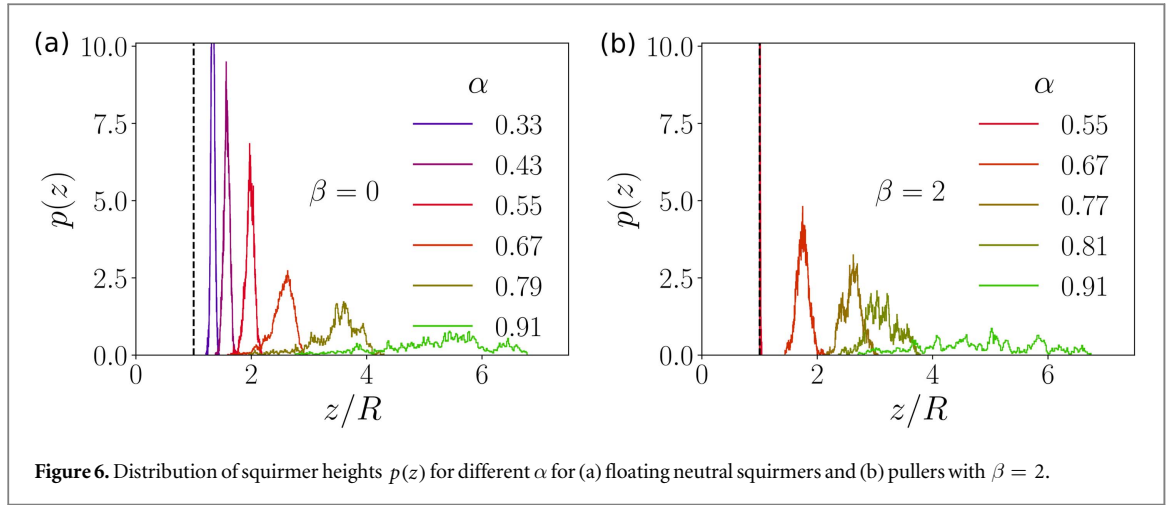 (a)
10.0
7.5
5.0
2.5
0.0
p(z)
0
2
4
6
z/R
β = 0
α
0.33
0.43
0.55
0.67
0.79
0.91
(b)
10.0
7.5
5.0
2.5
0.0
p(z)
0
2
4
6
z/R
β = 2
α
0.55
0.67
0.77
0.81
0.91
Figure 6. Distribution of squirmer heights p(z) for different α for (a) floating neutral squirmers and (b) pullers with β = 2.